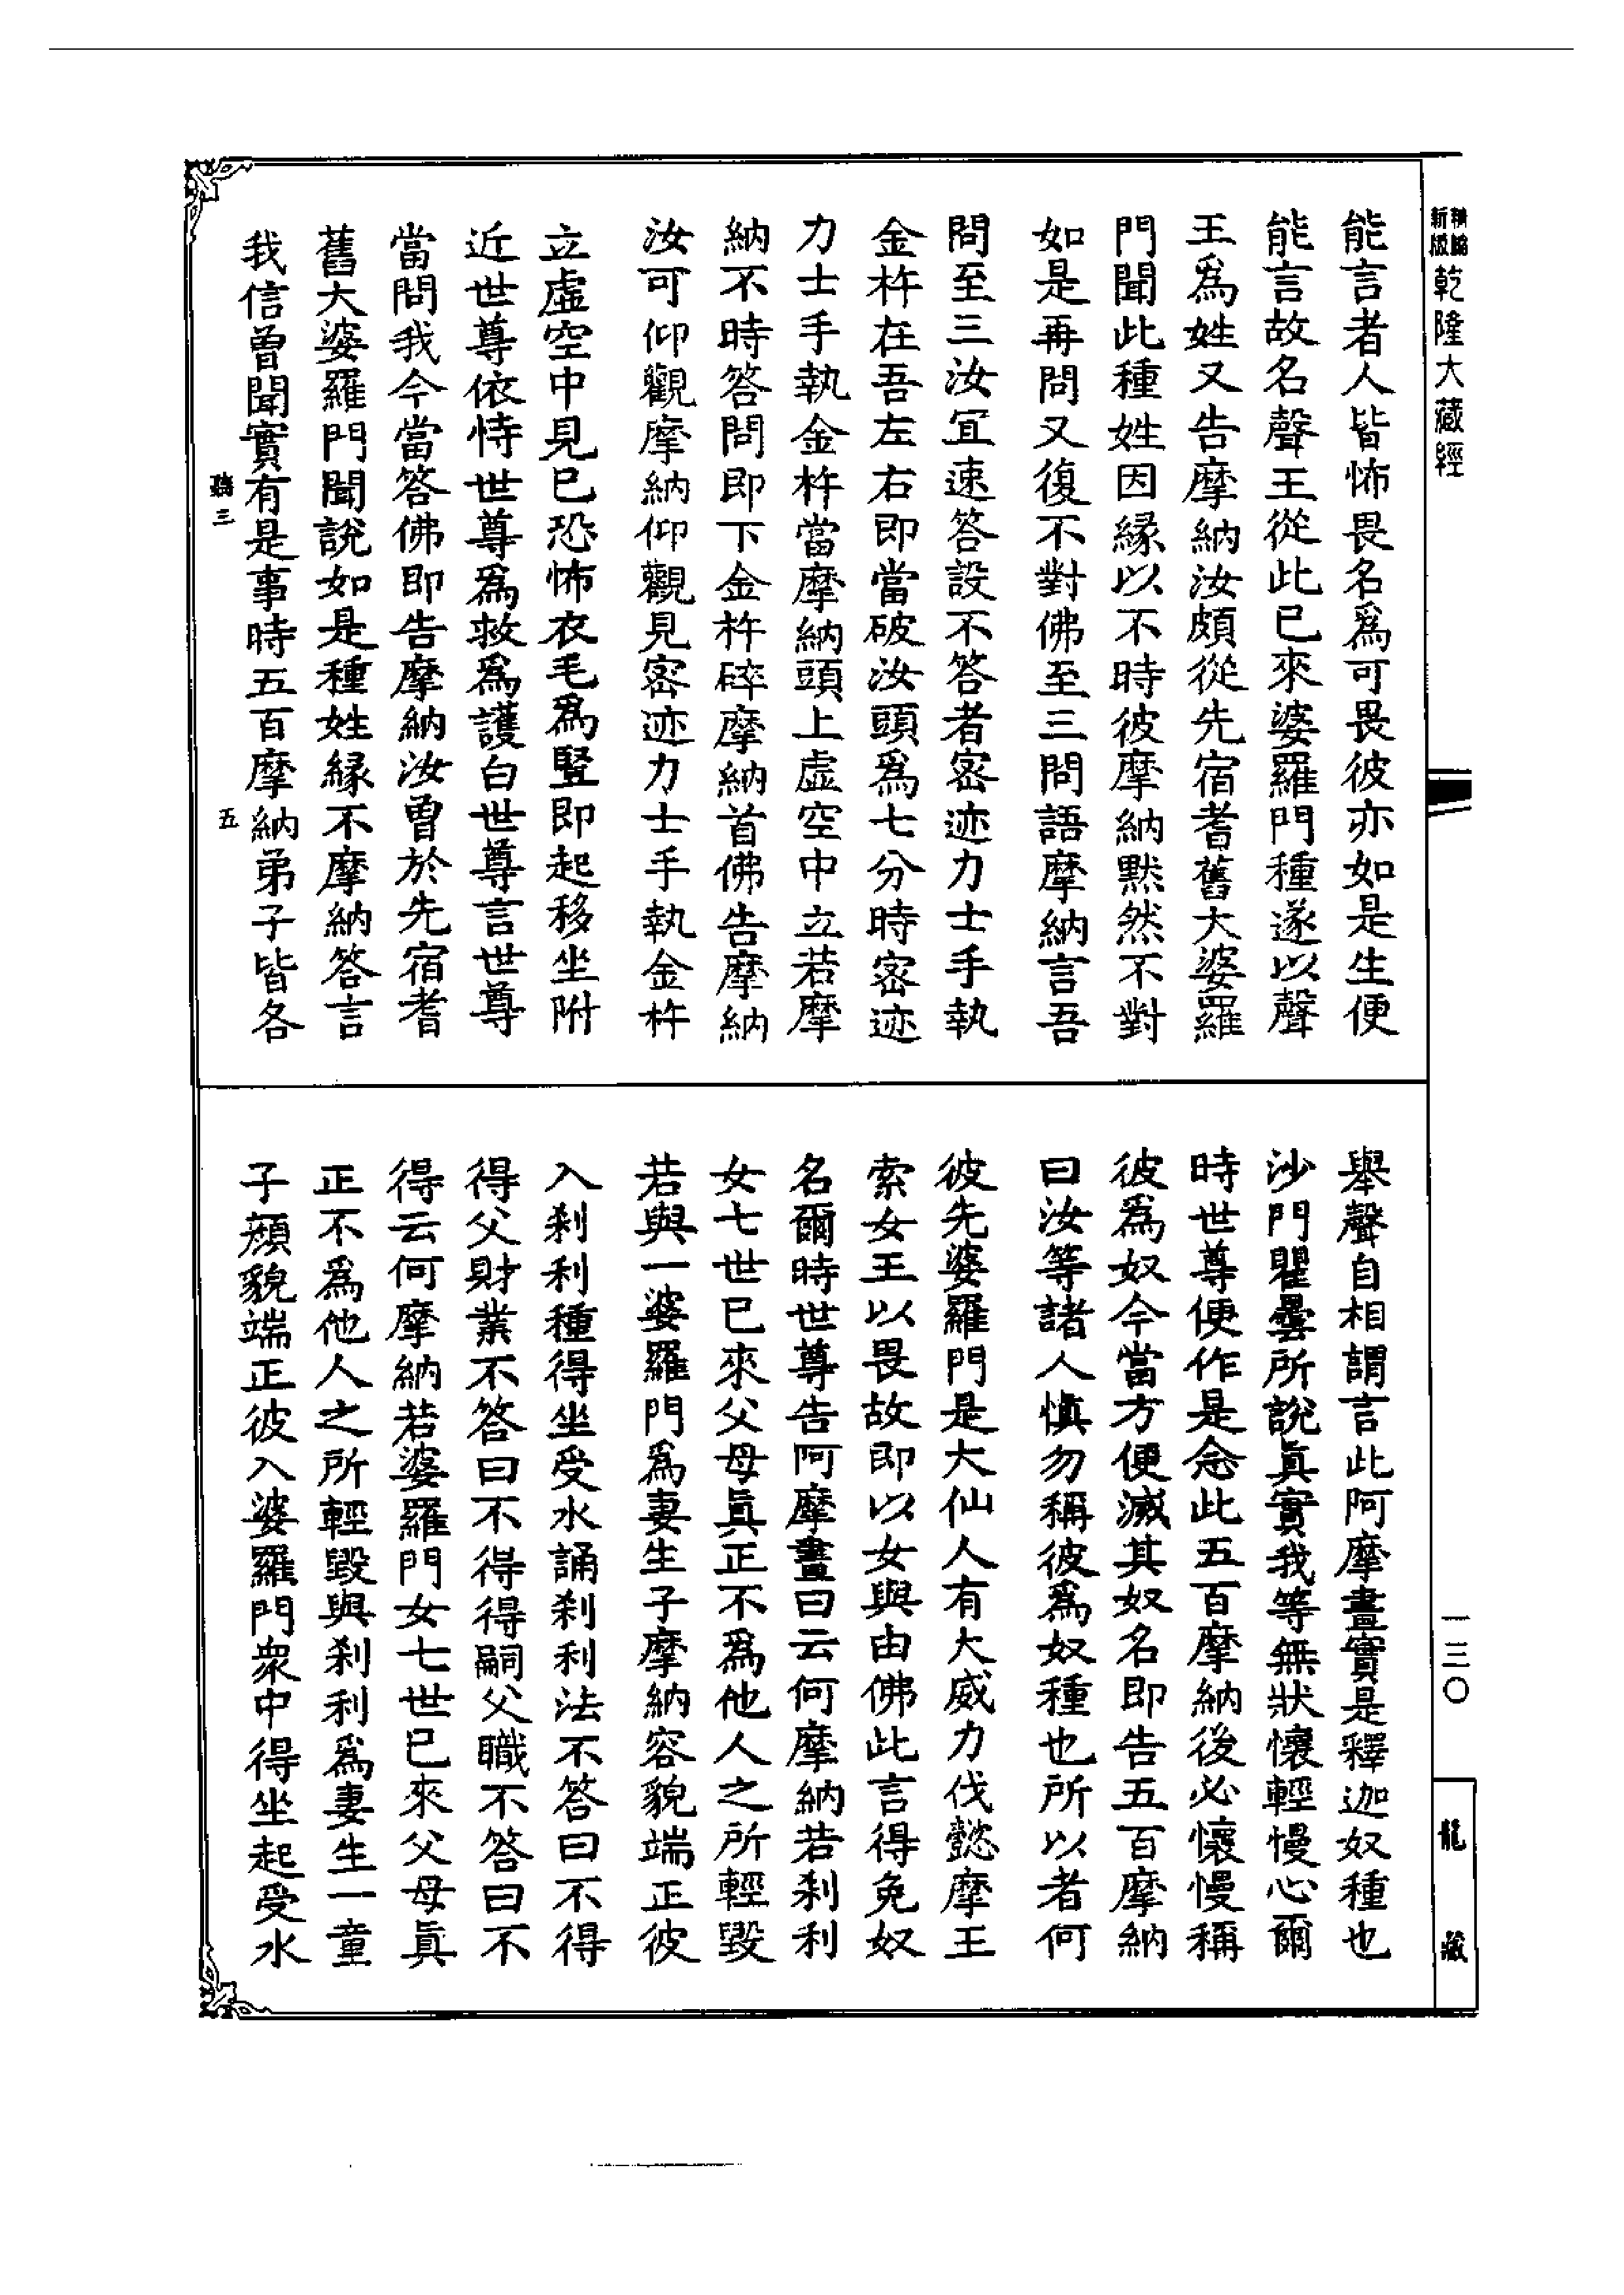 乾隆大藏經
能言者人皆怖畏名爲可畏彼亦如是生便
能言故名聲王從此已來婆羅門種遂以聲
王爲姓又告摩納汝頗從先宿耆舊大婆羅
門聞此種姓因緣以不時彼摩納默然不對
如是再問又復不對佛至三問語摩納言吾
問至三汝宜速答設不答者密迹力士手執
金杵在吾左右即當破汝頭爲七分時密迹
力士手執金杵當摩納頭上虛空中立若摩
納不時答問即下金杵碎摩納首佛告摩納
汝可仰觀摩納仰觀見密迹力士手執金杵
立虛空中見已恐怖衣毛爲豎即起移坐附
近世尊依恃世尊爲救爲護白世尊言世尊
當問我今當答佛即告摩納汝曾於先宿耆
舊大婆羅門聞說如是種姓緣不摩納答言
我信曾聞實有是事時五百摩納弟子皆各
三 五
舉聲自相謂言此阿摩晝實是釋迦奴種也
沙門瞿曇所說眞實我等無狀懷輕慢心爾
時世尊便作是念此五百摩納後必懷慢稱
彼爲奴今當方便滅其奴名即告五百摩納
曰汝等諸人慎勿稱彼爲奴種也所以者何
彼先婆羅門是大仙人有大威力伐懿摩王
索女王以畏故即以女與由佛此言得免奴
名爾時世尊告阿摩晝曰云何摩納若刹利
女七世已來父母眞正不爲他人之所輕毀
若與一婆羅門爲妻生子摩納容貌端正彼
入刹利種得坐受水誦刹利法不答曰不得
得父財業不答曰不得得嗣父職不答曰不
得云何摩納若婆羅門女七世已來父母眞
正不爲他人之所輕毀與刹利爲妻生一童
子顏貌端正彼入婆羅門衆中得坐起受水
一三〇
龍藏